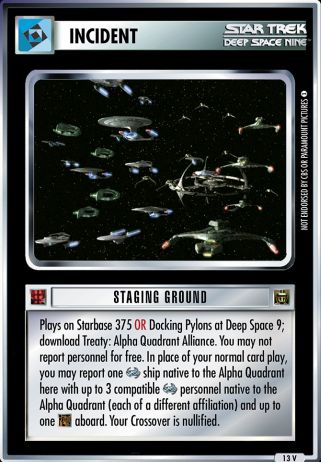 INCIDENT
STAR TREK
DEEP SPACE NINE
NOT ENDORSED BY CBS OR PARAMOUNT PICTURES
STAGING GROUND
Plays on Starbase 375 OR Docking Pylons at Deep Space 9;
download Treaty: Alpha Quadrant Alliance. You may not
report personnel for free. In place of your normal card play,
you may report one ship native to the Alpha Quadrant
here with up to 3 compatible personnel native to the
Alpha Quadrant (each of a different affiliation) and up to
one aboard. Your Crossover is nullified.
13 V